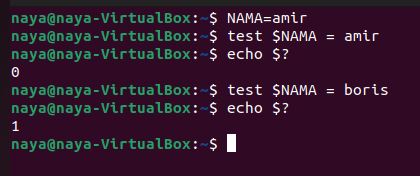 naya@naya-VirtualBox:~$ NAMA=amir
naya@naya-VirtualBox:~$ test $NAMA = amir
naya@naya-VirtualBox:~$ echo $?
0
naya@naya-VirtualBox:~$ test $NAMA = boris
naya@naya-VirtualBox:~$ echo $?
1
naya@naya-VirtualBox:~$